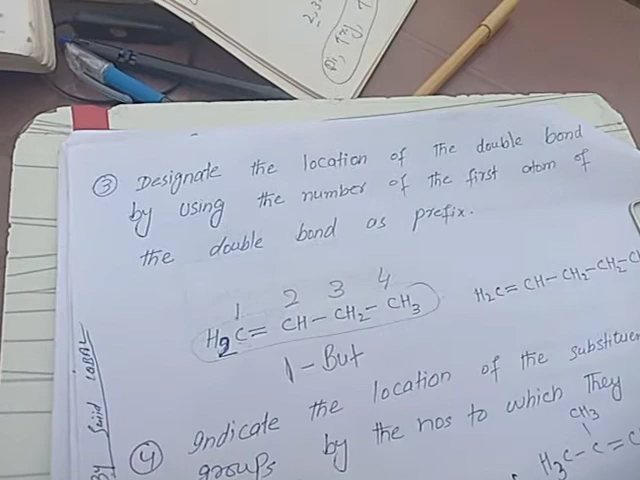 ③ Designate the location of the double bond
by using the number of the first atom of
the double bond as prefix.
1 2 3 4
H2C= CH-CH2-CH3
H2C=CH-CH2-CH2-C
1-But
④ Indicate the location of the substituen
groups by the nos to which They
CH3
H3C-C=C
By Sajid